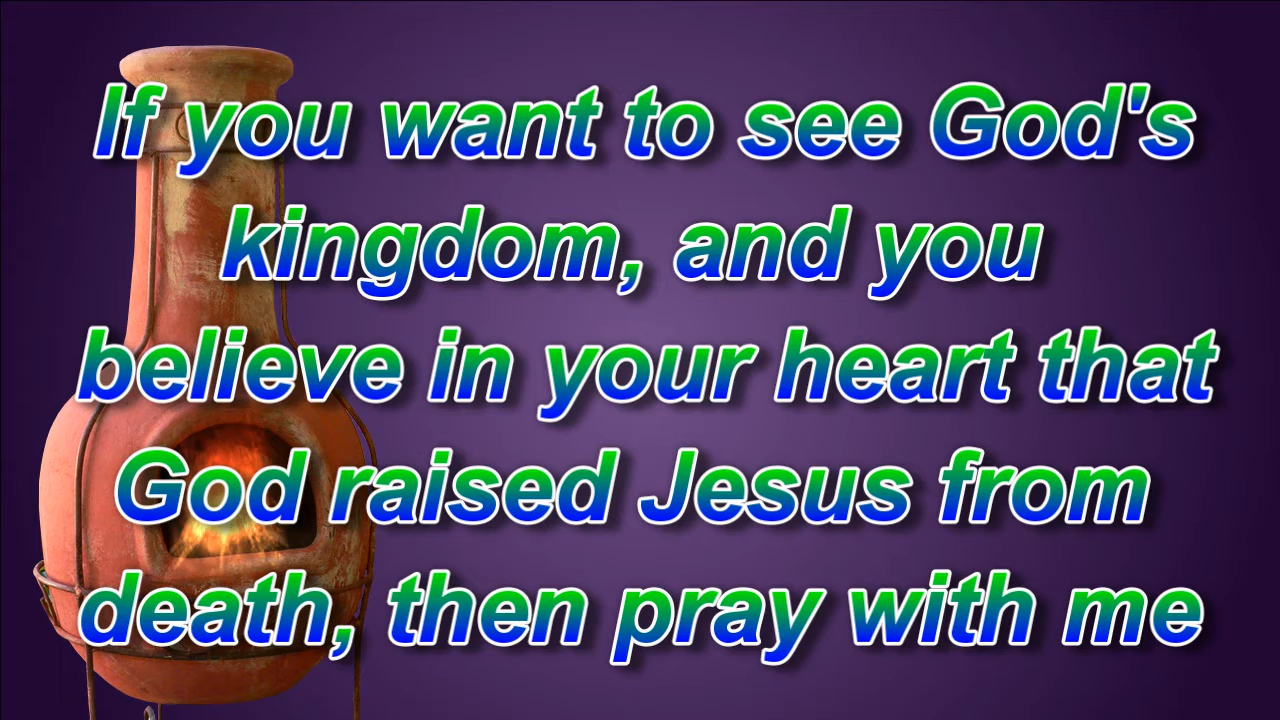 If you want to see God's
kingdom, and you
believe in your heart that
God raised Jesus from
death, then pray with me